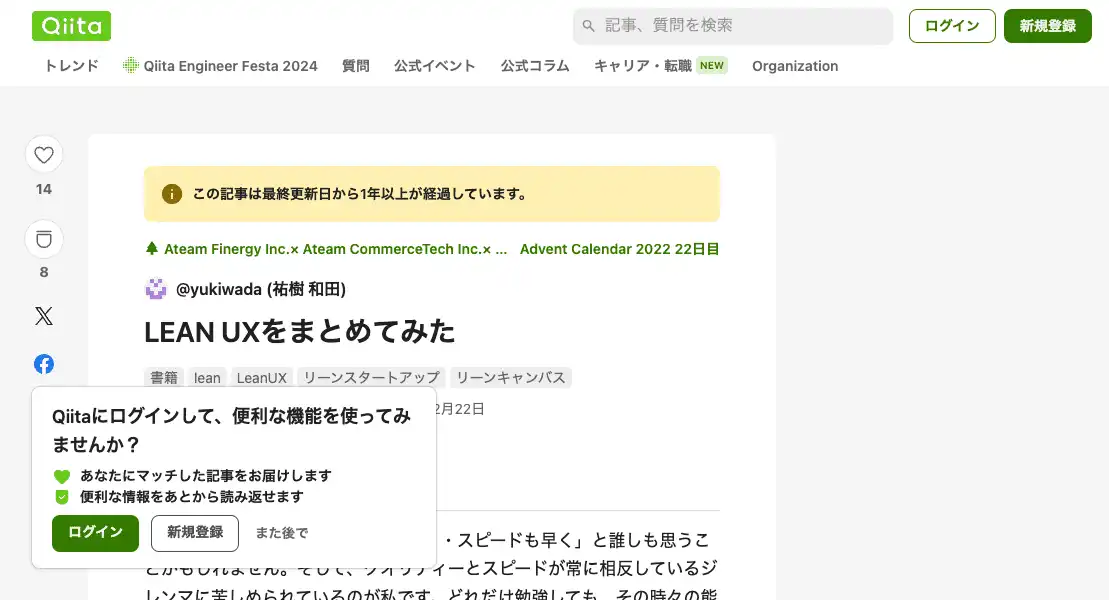 Qiita
記事、質問を検索
ログイン
新規登録
トレンド
Qiita Engineer Festa 2024
質問
公式イベント
公式コラム
キャリア・転職 NEW
Organization
14
8
この記事は最終更新日から1年以上が経過しています。
Ateam Finergy Inc.× Ateam CommerceTech Inc.× ... Advent Calendar 2022 22日目
@yukiwada (祐樹 和田)
LEAN UXをまとめてみた
書籍 lean LeanUX リーンスタートアップ リーンキャンバス
2月22日
Qiitaにログインして、便利な機能を使ってみ
ませんか？
あなたにマッチした記事をお届けします
便利な情報をあとから読み返せます
ログイン
新規登録
また後で
・スピードも早く」と誰しも思うこ
とかもしれません。そして、クオリティーとスピードが常に相反しているジ
レンマに苦しめられているのが私です。どれだけ勉強しても、その時々の能